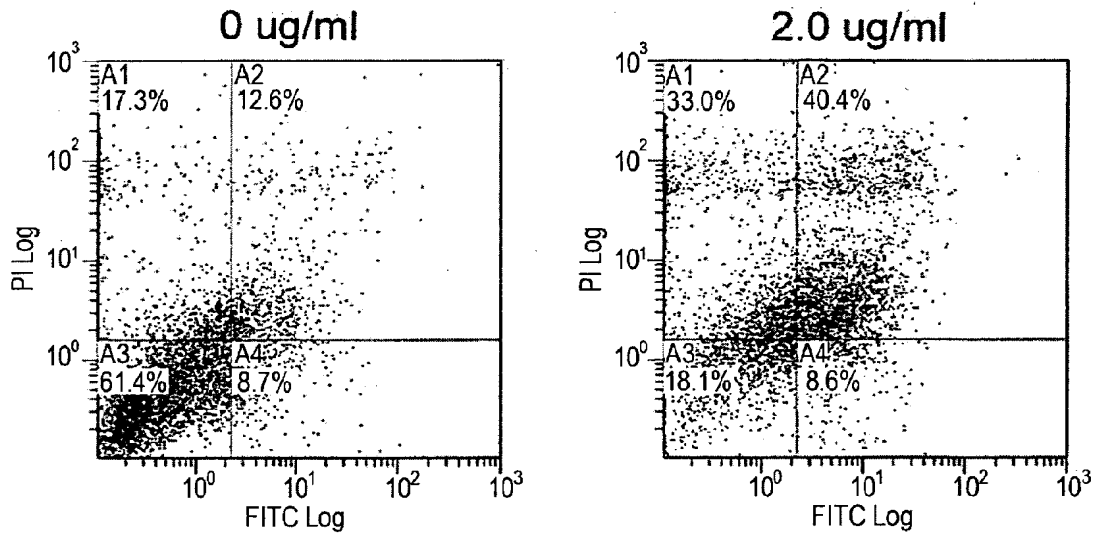 0 ug/ml
10³
A1
17.3%
A2
12.6%
10²
10¹
10⁰
PI Log
A3
61.4%
A4
8.7%
10⁰
10¹
10²
10³
FITC Log
2.0 ug/ml
10³
A1
33.0%
A2
40.4%
10²
10¹
10⁰
PI Log
A3
18.1%
A4
8.6%
10⁰
10¹
10²
10³
FITC Log